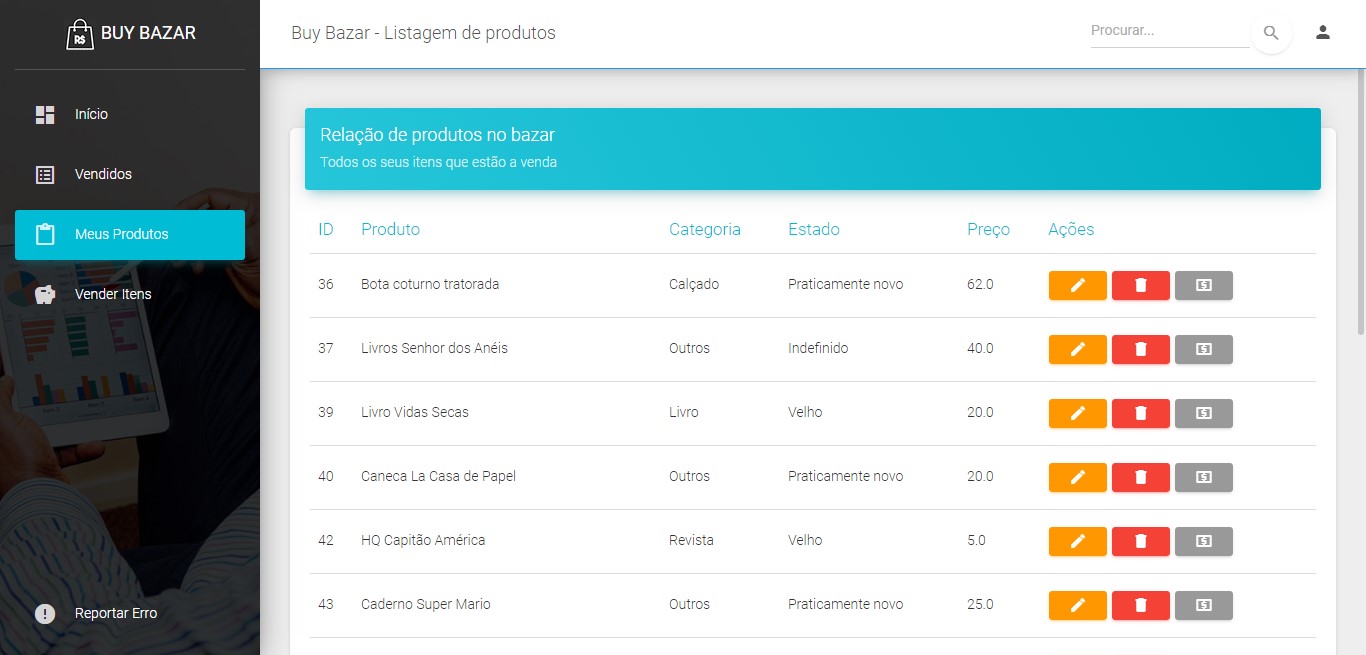 R$ BUY BAZAR
Início
Vendidos
Meus Produtos
Vender Itens
Reportar Erro
Buy Bazar - Listagem de produtos
Procurar...
Relação de produtos no bazar
Todos os seus itens que estão a venda
ID Produto Categoria Estado Preço Ações
36 Bota coturno tratorada Calçado Praticamente novo 62.0
37 Livros Senhor dos Anéis Outros Indefinido 40.0
39 Livro Vidas Secas Livro Velho 20.0
40 Caneca La Casa de Papel Outros Praticamente novo 20.0
42 HQ Capitão América Revista Velho 5.0
43 Caderno Super Mario Outros Praticamente novo 25.0